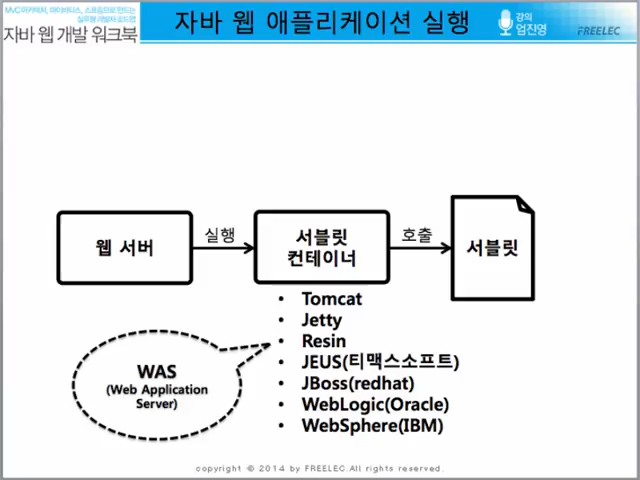 MVC 아키텍처, 마이바티스, 스프링으로 만드는
실무형 개발자 로드맵
자바 웹 개발 워크북
자바 웹 애플리케이션 실행
강의
엄진영
FREELEC
웹 서버
실행
서블릿
컨테이너
호출
서블릿
• Tomcat
• Jetty
• Resin
• JEUS(티맥스소프트)
• JBoss(redhat)
• WebLogic(Oracle)
• WebSphere(IBM)
WAS
(Web Application
Server)
copyright © 2014 by FREELEC.All rights reserved.